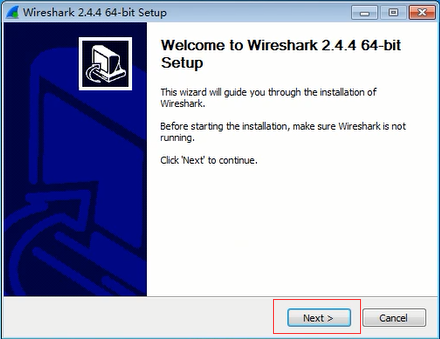 Wireshark 2.4.4 64-bit Setup
Welcome to Wireshark 2.4.4 64-bit
Setup
This wizard will guide you through the installation of
Wireshark.
Before starting the installation, make sure Wireshark is not
running.
Click 'Next' to continue.
Next >
Cancel